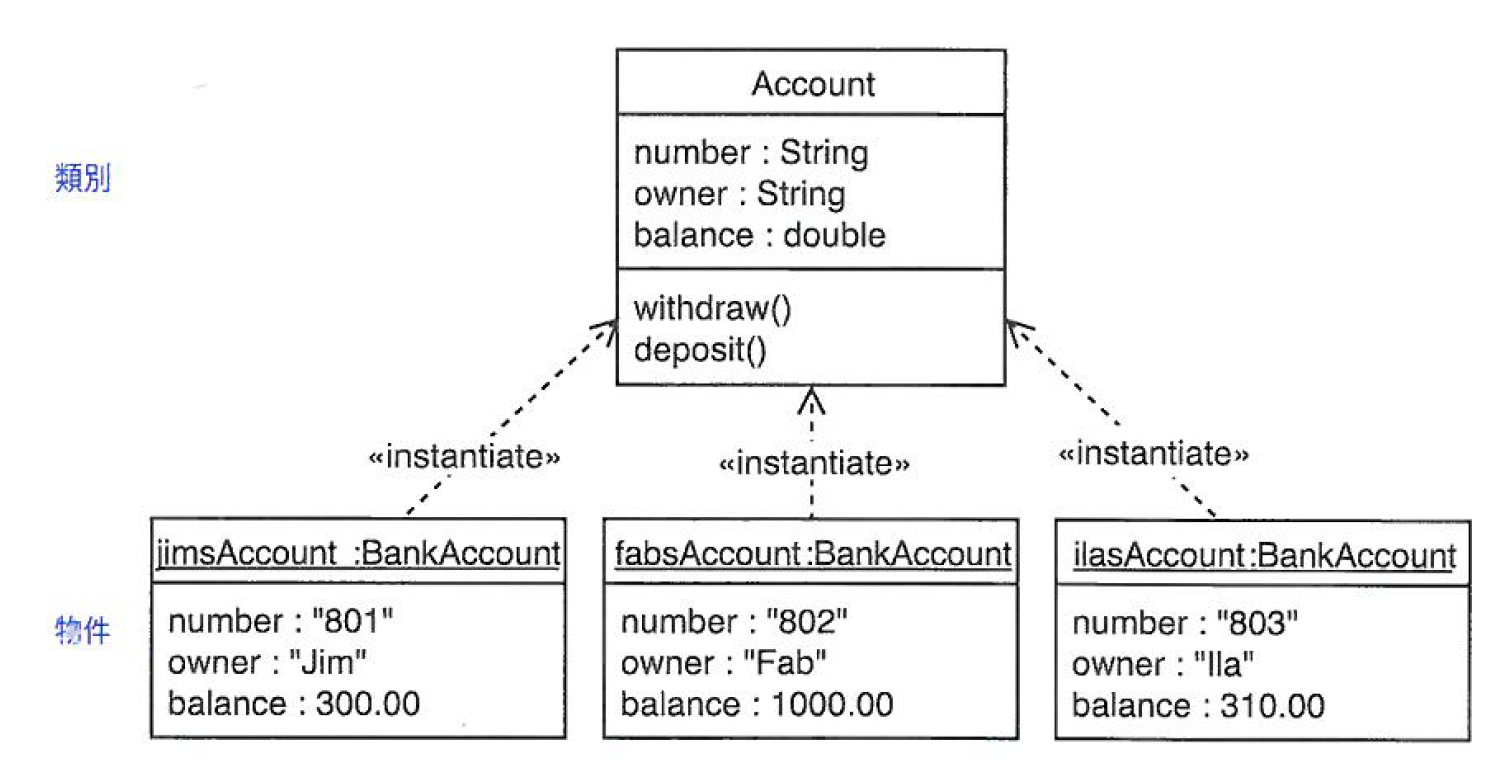 Account
類別
number : String
owner : String
balance : double
withdraw()
deposit()
«instantiate»
«instantiate»
«instantiate»
jimsAccount :BankAccount
fabsAccount:BankAccount
ilasAccount:BankAccount
物件
number : "801"
owner : "Jim"
balance : 300.00
number : "802"
owner : "Fab"
balance : 1000.00
number : "803"
owner : "Ila"
balance : 310.00